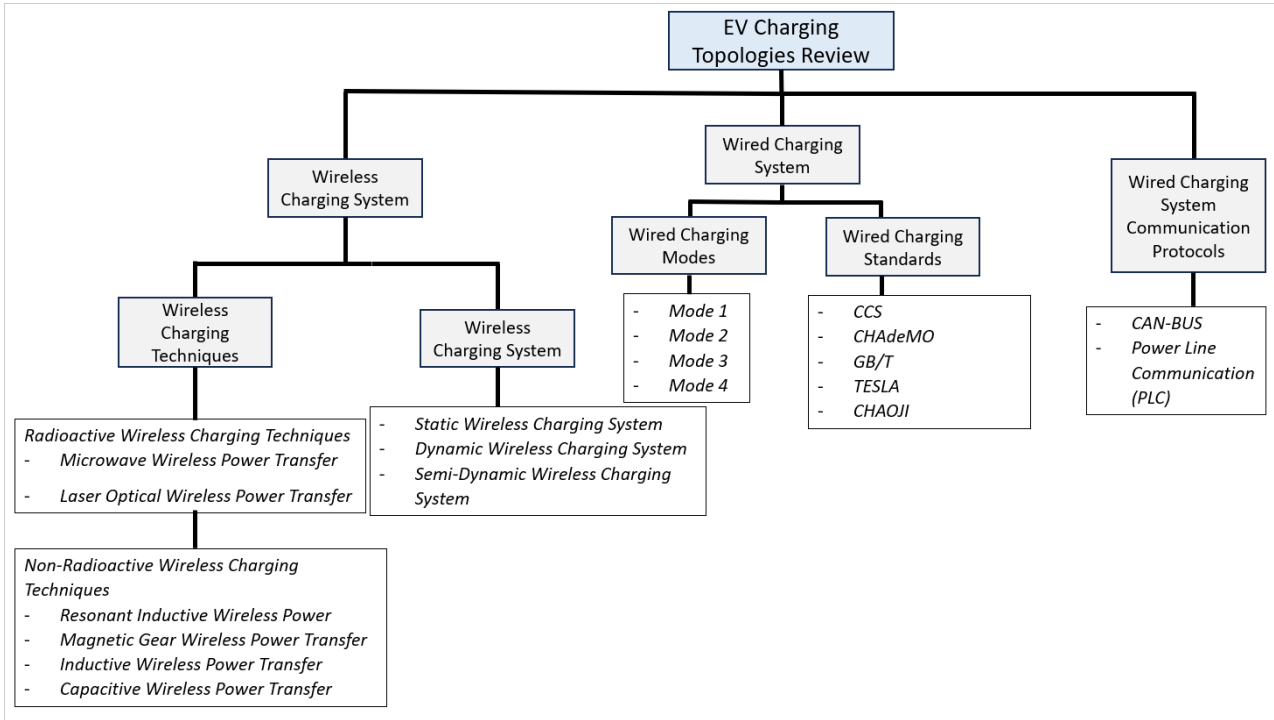 EV Charging
Topologies Review
Wireless
Charging System
Wired Charging
System
Wired Charging
System
Communication
Protocols
Wired Charging
Modes
Wired Charging
Standards
Wireless
Charging
Techniques
Wireless
Charging System
- Mode 1
- Mode 2
- Mode 3
- Mode 4
- CCS
- CHAdeMO
- GB/T
- TESLA
- CHAOJI
- CAN-BUS
- Power Line
Communication
(PLC)
Radioactive Wireless Charging Techniques
- Microwave Wireless Power Transfer
- Laser Optical Wireless Power Transfer
- Static Wireless Charging System
- Dynamic Wireless Charging System
- Semi-Dynamic Wireless Charging
System
Non-Radioactive Wireless Charging
Techniques
- Resonant Inductive Wireless Power
- Magnetic Gear Wireless Power Transfer
- Inductive Wireless Power Transfer
- Capacitive Wireless Power Transfer